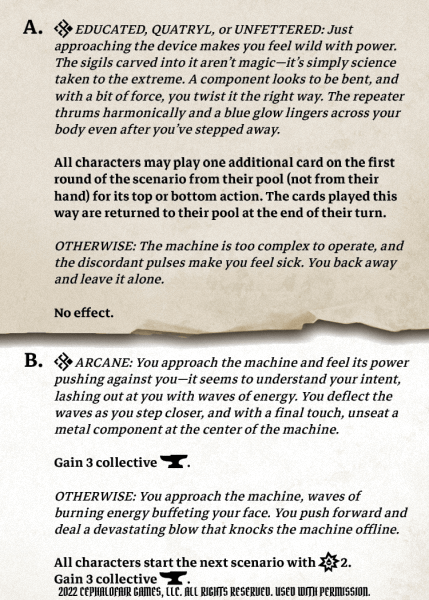 A. EDUCATED, QUATRYL, or UNFETTERED: Just
approaching the device makes you feel wild with power.
The sigils carved into it aren't magic—it's simply science
taken to the extreme. A component looks to be bent, and
with a bit of force, you twist it the right way. The repeater
thrums harmonically and a blue glow lingers across your
body even after you've stepped away.
All characters may play one additional card on the first
round of the scenario from their pool (not from their
hand) for its top or bottom action. The cards played this
way are returned to their pool at the end of their turn.
OTHERWISE: The machine is too complex to operate, and
the discordant pulses make you feel sick. You back away
and leave it alone.
No effect.
B. ARCANE: You approach the machine and feel its power
pushing against you—it seems to understand your intent,
lashing out at you with waves of energy. You deflect the
waves as you step closer, and with a final touch, unseat a
metal component at the center of the machine.
Gain 3 collective .
OTHERWISE: You approach the machine, waves of
burning energy buffeting your face. You push forward and
deal a devastating blow that knocks the machine offline.
All characters start the next scenario with 2.
Gain 3 collective .
2022 CEPHALOFAIR GAMES, LLC. ALL RIGHTS RESERVED. USED WITH PERMISSION.